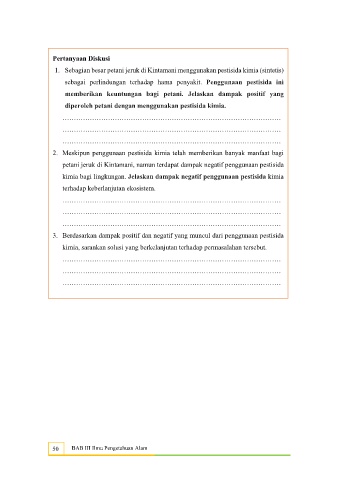 Pertanyaan Diskusi
1. Sebagian besar petani jeruk di Kintamani menggunakan pestisida kimia (sintetis)
sebagai perlindungan terhadap hama penyakit. Penggunaan pestisida ini
memberikan keuntungan bagi petani. Jelaskan dampak positif yang
diperoleh petani dengan menggunakan pestisida kimia.
……………………………………………………………………………
……………………………………………………………………………
……………………………………………………………………………
2. Meskipun penggunaan pestisida kimia telah memberikan banyak manfaat bagi
petani jeruk di Kintamani, namun terdapat dampak negatif penggunaan pestisida
kimia bagi lingkungan. Jelaskan dampak negatif penggunaan pestisida kimia
terhadap keberlanjutan ekosistem.
……………………………………………………………………………
……………………………………………………………………………
……………………………………………………………………………
3. Berdasarkan dampak positif dan negatif yang muncul dari penggunaan pestisida
kimia, sarankan solusi yang berkelanjutan terhadap permasalahan tersebut.
……………………………………………………………………………
……………………………………………………………………………
……………………………………………………………………………
50 BAB III Ilmu Pengetahuan Alam